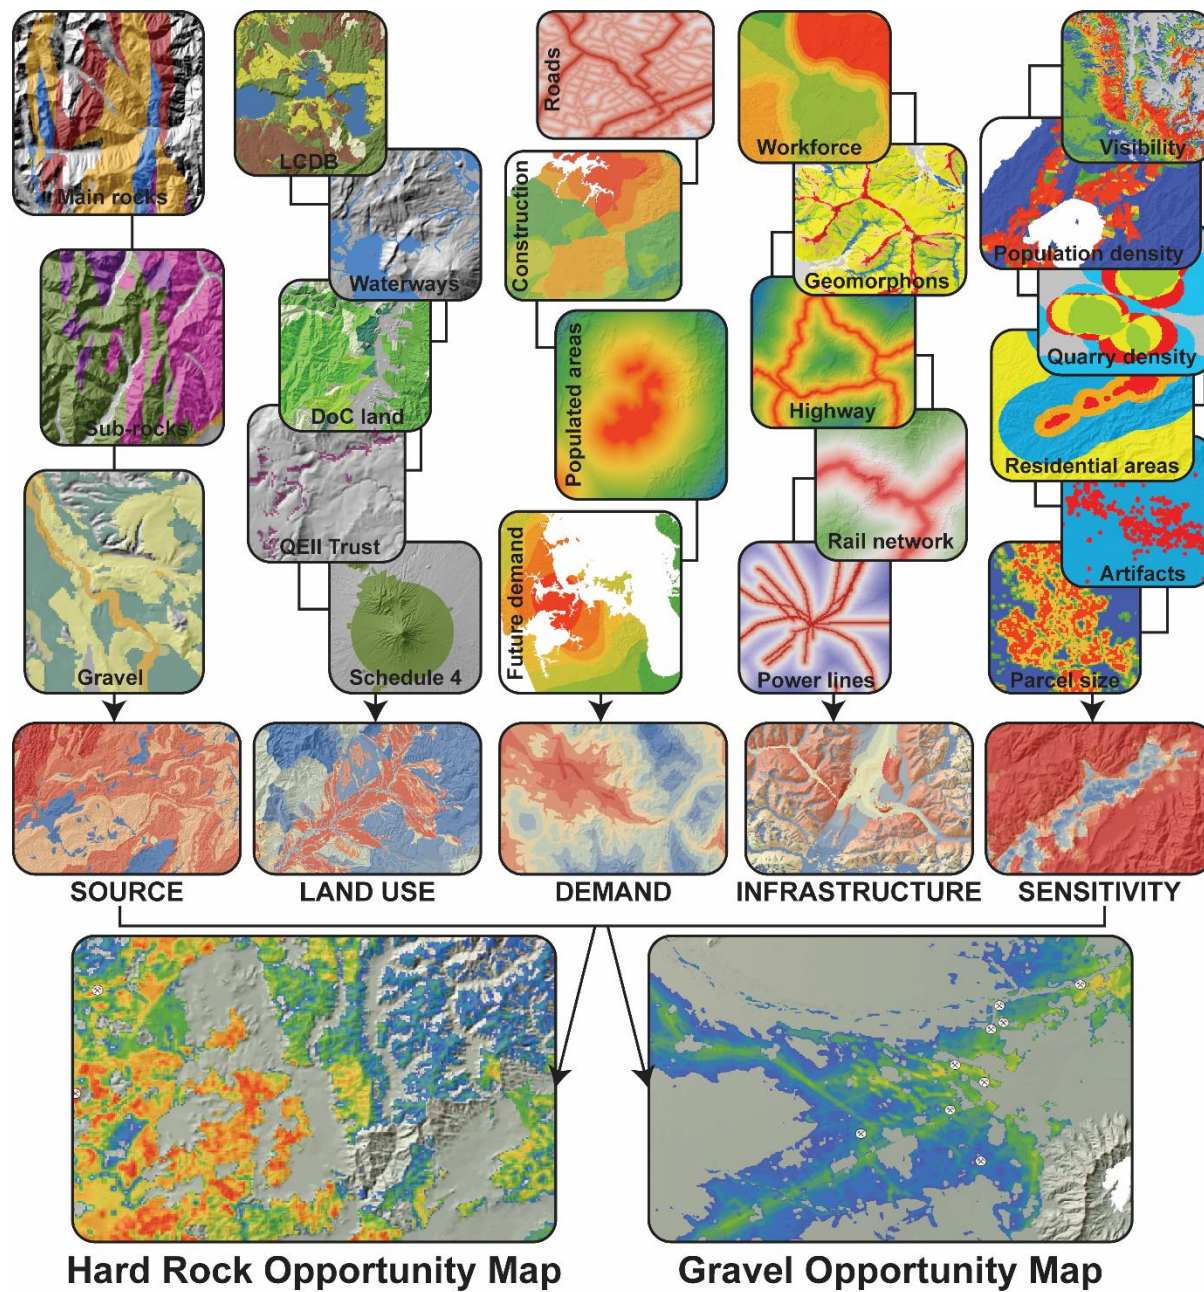 Main rocks
Sub-rocks
Gravel
LCDB
Waterways
DoC land
QEII Trust
Schedule 4
Roads
Construction
Populated areas
Future demand
Workforce
Geomorphons
Highway
Rail network
Power lines
Visibility
Population density
Quarry density
Residential areas
Artifacts
Parcel size
SOURCE
LAND USE
DEMAND
INFRASTRUCTURE
SENSITIVITY
Hard Rock Opportunity Map
Gravel Opportunity Map